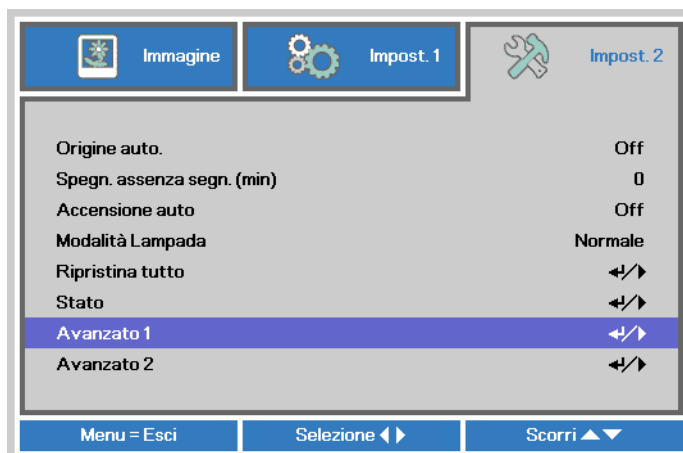 Immagine Impost. 1 Impost. 2
Origine auto. Off
Spegn. assenza segn. (min) 0
Accensione auto Off
Modalità Lampada Normale
Ripristina tutto
Stato
Avanzato 1
Avanzato 2
Menu = Esci Selezione Scorri